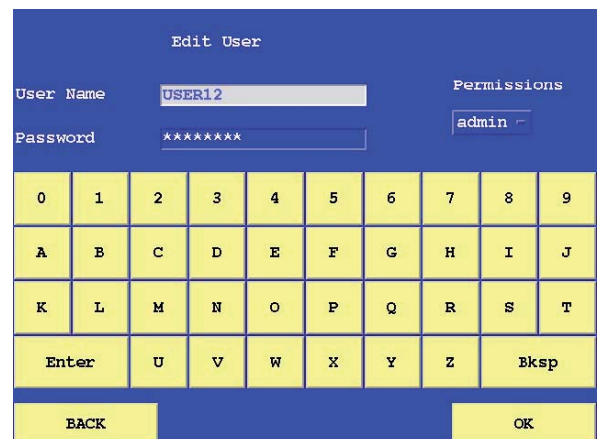 Edit User
User Name USER12 Permissions
Password ******** admin
0 1 2 3 4 5 6 7 8 9
A B C D E F G H I J
K L M N O P Q R S T
Enter U V W X Y Z Bksp
BACK OK